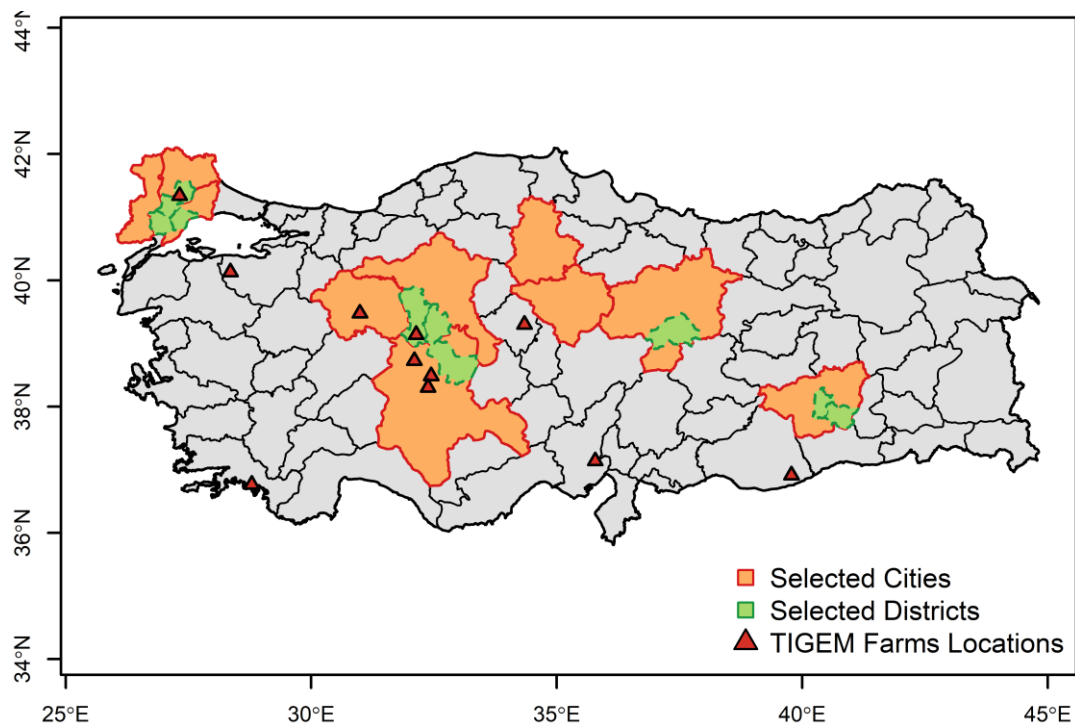 44°N
42°N
40°N
38°N
36°N
34°N
Selected Cities
Selected Districts
TIGEM Farms Locations
25°E 30°E 35°E 40°E 45°E